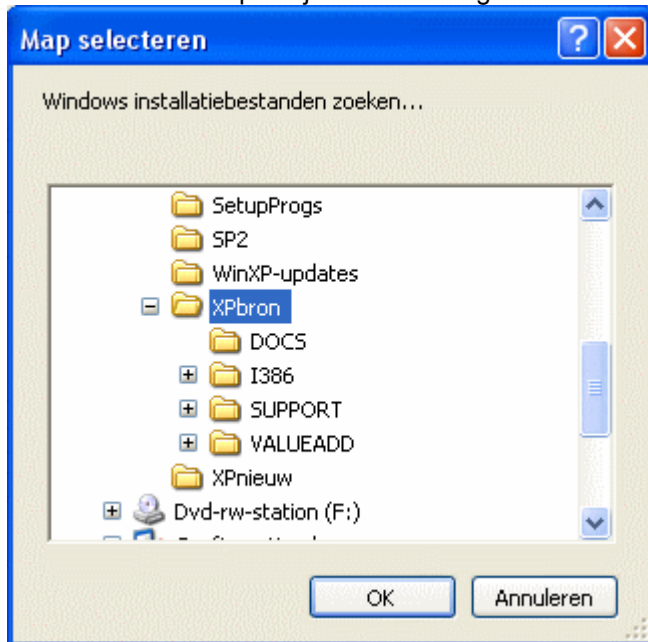 Map selecteren
Windows installatiebestanden zoeken...
SetupProgs
SP2
WinXP-updates
XPbron
DOCS
I386
SUPPORT
VALUEADD
XPnieuw
Dvd-rw-station (F:)
OK Annuleren